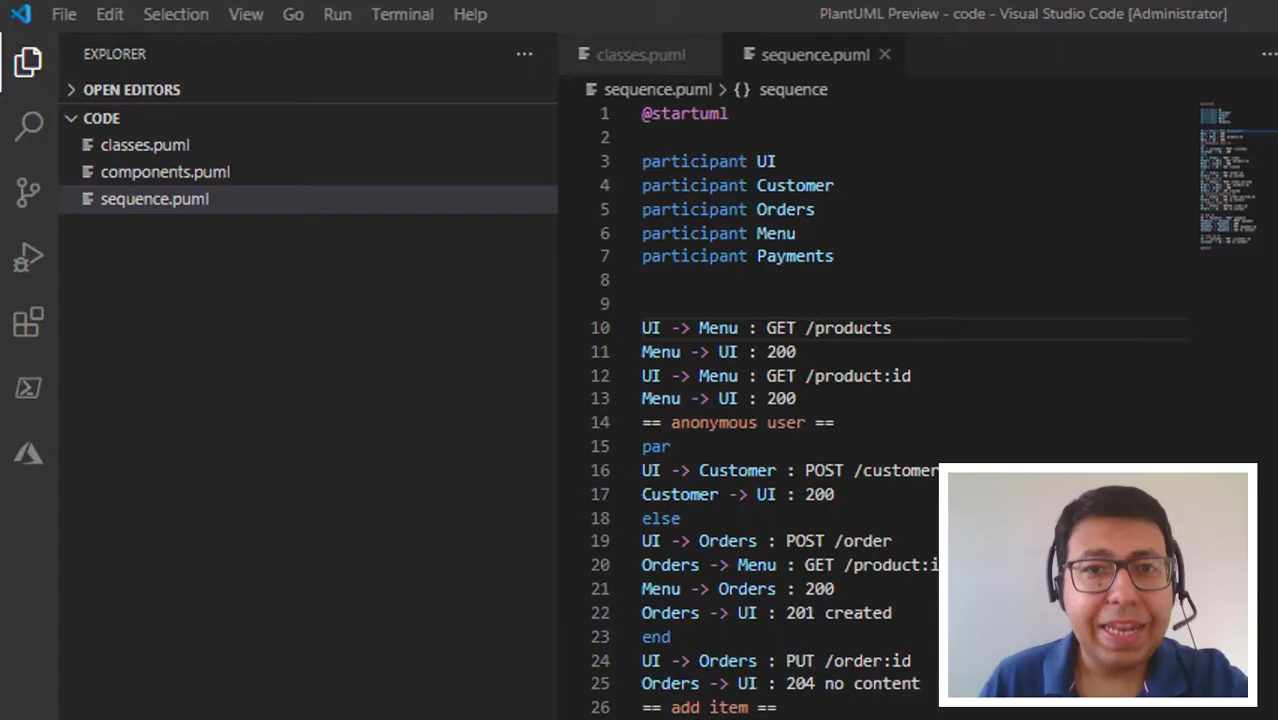 File Edit Selection View Go Run Terminal Help
PlantUML Preview - code - Visual Studio Code [Administrator]
EXPLORER
OPEN EDITORS
CODE
classes.puml
components.puml
sequence.puml
classes.puml
sequence.puml
sequence.puml > {} sequence
1 @startuml
2
3 participant UI
4 participant Customer
5 participant Orders
6 participant Menu
7 participant Payments
8
9
10 UI -> Menu : GET /products
11 Menu -> UI : 200
12 UI -> Menu : GET /product:id
13 Menu -> UI : 200
14 == anonymous user ==
15 par
16 UI -> Customer : POST /customer
17 Customer -> UI : 200
18 else
19 UI -> Orders : POST /order
20 Orders -> Menu : GET /product:i
21 Menu -> Orders : 200
22 Orders -> UI : 201 created
23 end
24 UI -> Orders : PUT /order:id
25 Orders -> UI : 204 no content
26 == add item ==